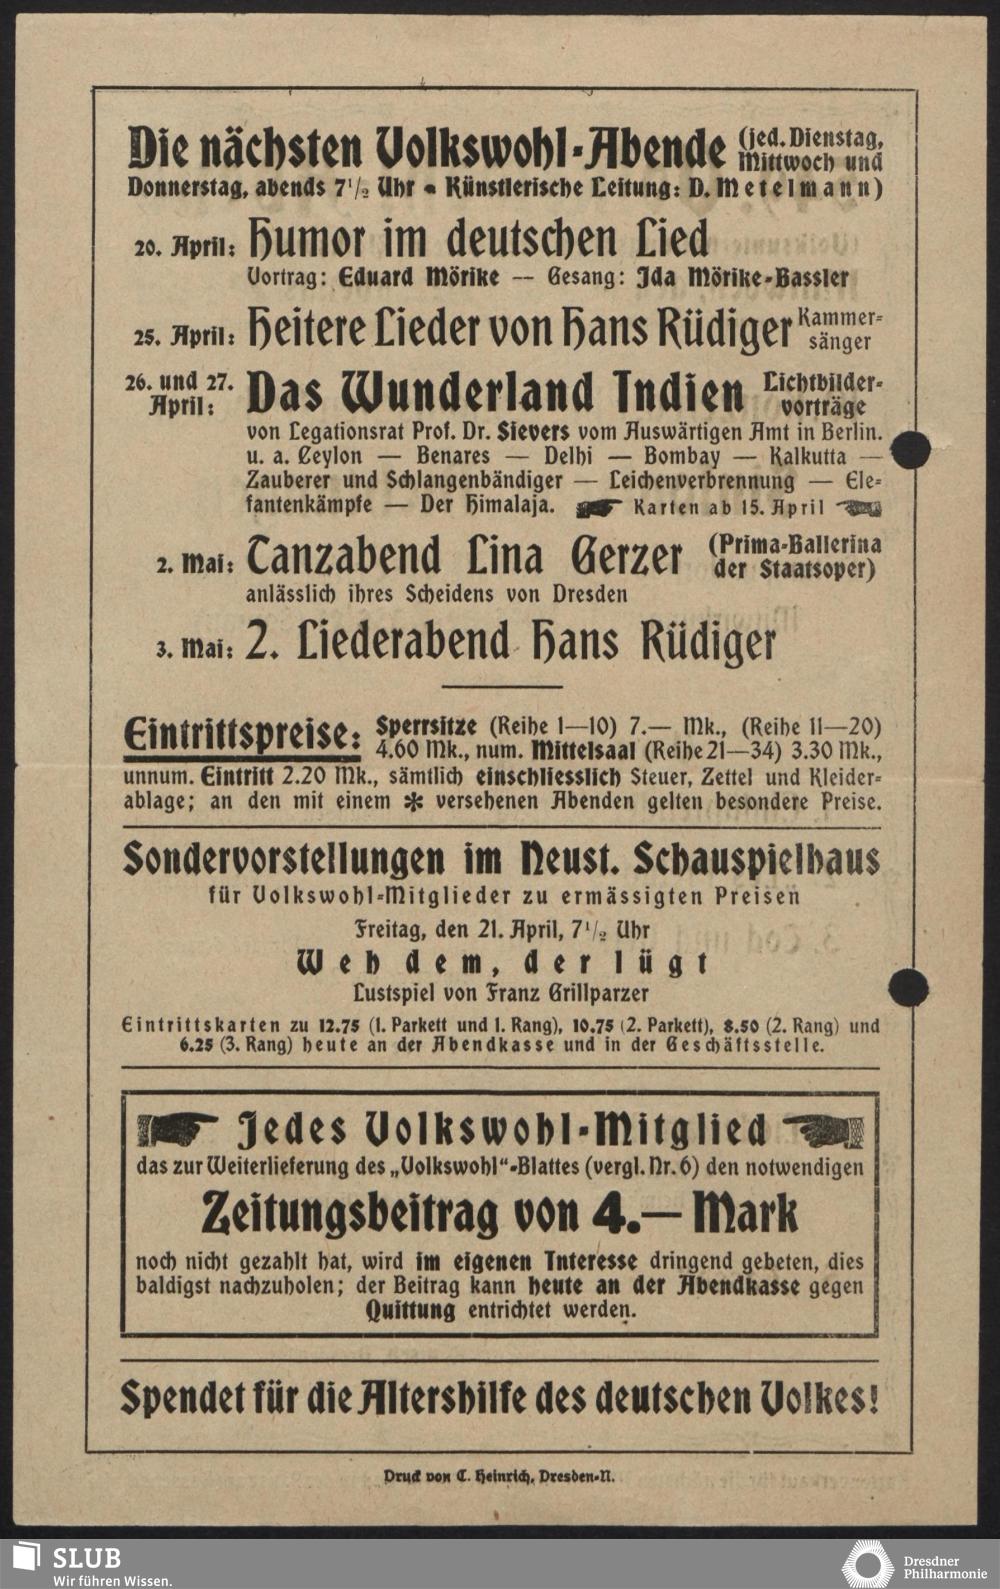 Die nächsten Volkswohl-Abende (jed. Dienstag, Mittwoch und
Donnerstag, abends 7½ Uhr • Künstlerische Leitung: D. Metelmann)
20. April: Humor im deutschen Lied
Vortrag: Eduard Mörike — Gesang: Ida Mörike-Bassler
25. April: Heitere Lieder von Hans Rüdiger Kammer-
sänger
26. und 27. April: Das Wunderland Indien Lichtbilder-
vorträge
von Legationsrat Prof. Dr. Sievers vom Auswärtigen Amt in Berlin.
u. a. Ceylon — Benares — Delhi — Bombay — Kalkutta —
Zauberer und Schlangenbändiger — Leichenverbrennung — Ele-
fantenkämpfe — Der Himalaja. Karten ab 15. April
2. Mai: Tanzabend Lina Gerzer (Prima-Ballerina
der Staatsoper)
anlässlich ihres Scheidens von Dresden
3. Mai: 2. Liederabend Hans Rüdiger
Eintrittspreise: Sperrsitze (Reihe 1—10) 7.— Mk., (Reihe 11—20)
4.60 Mk., num. Mittelsaal (Reihe 21—34) 3.30 Mk.,
unnum. Eintritt 2.20 Mk., sämtlich einschliesslich Steuer, Zettel und Kleider-
ablage; an den mit einem * versehenen Abenden gelten besondere Preise.
Sondervorstellungen im Neust. Schauspielhaus
für Volkswohl-Mitglieder zu ermässigten Preisen
Freitag, den 21. April, 7½ Uhr
Weh dem, der lügt
Lustspiel von Franz Grillparzer
Eintrittskarten zu 12.75 (1. Parkett und 1. Rang), 10.75 (2. Parkett), 8.50 (2. Rang) und
6.25 (3. Rang) heute an der Abendkasse und in der Geschäftsstelle.
Jedes Volkswohl-Mitglied
das zur Weiterlieferung des „Volkswohl“-Blattes (vergl. Nr. 6) den notwendigen
Zeitungsbeitrag von 4.— Mark
noch nicht gezahlt hat, wird im eigenen Interesse dringend gebeten, dies
baldigst nachzuholen; der Beitrag kann heute an der Abendkasse gegen
Quittung entrichtet werden.
Spendet für die Altershilfe des deutschen Volkes!
Druck von C. Heinrich, Dresden-N.
SLUB
Wir führen Wissen.
Dresdner
Philharmonie